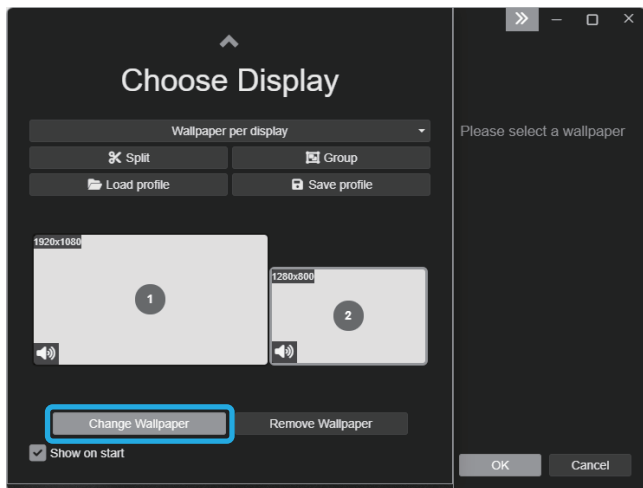 Choose Display
Wallpaper per display
Split
Group
Load profile
Save profile
1920x1080
1
1280x800
2
Change Wallpaper
Remove Wallpaper
Show on start
Please select a wallpaper
OK
Cancel